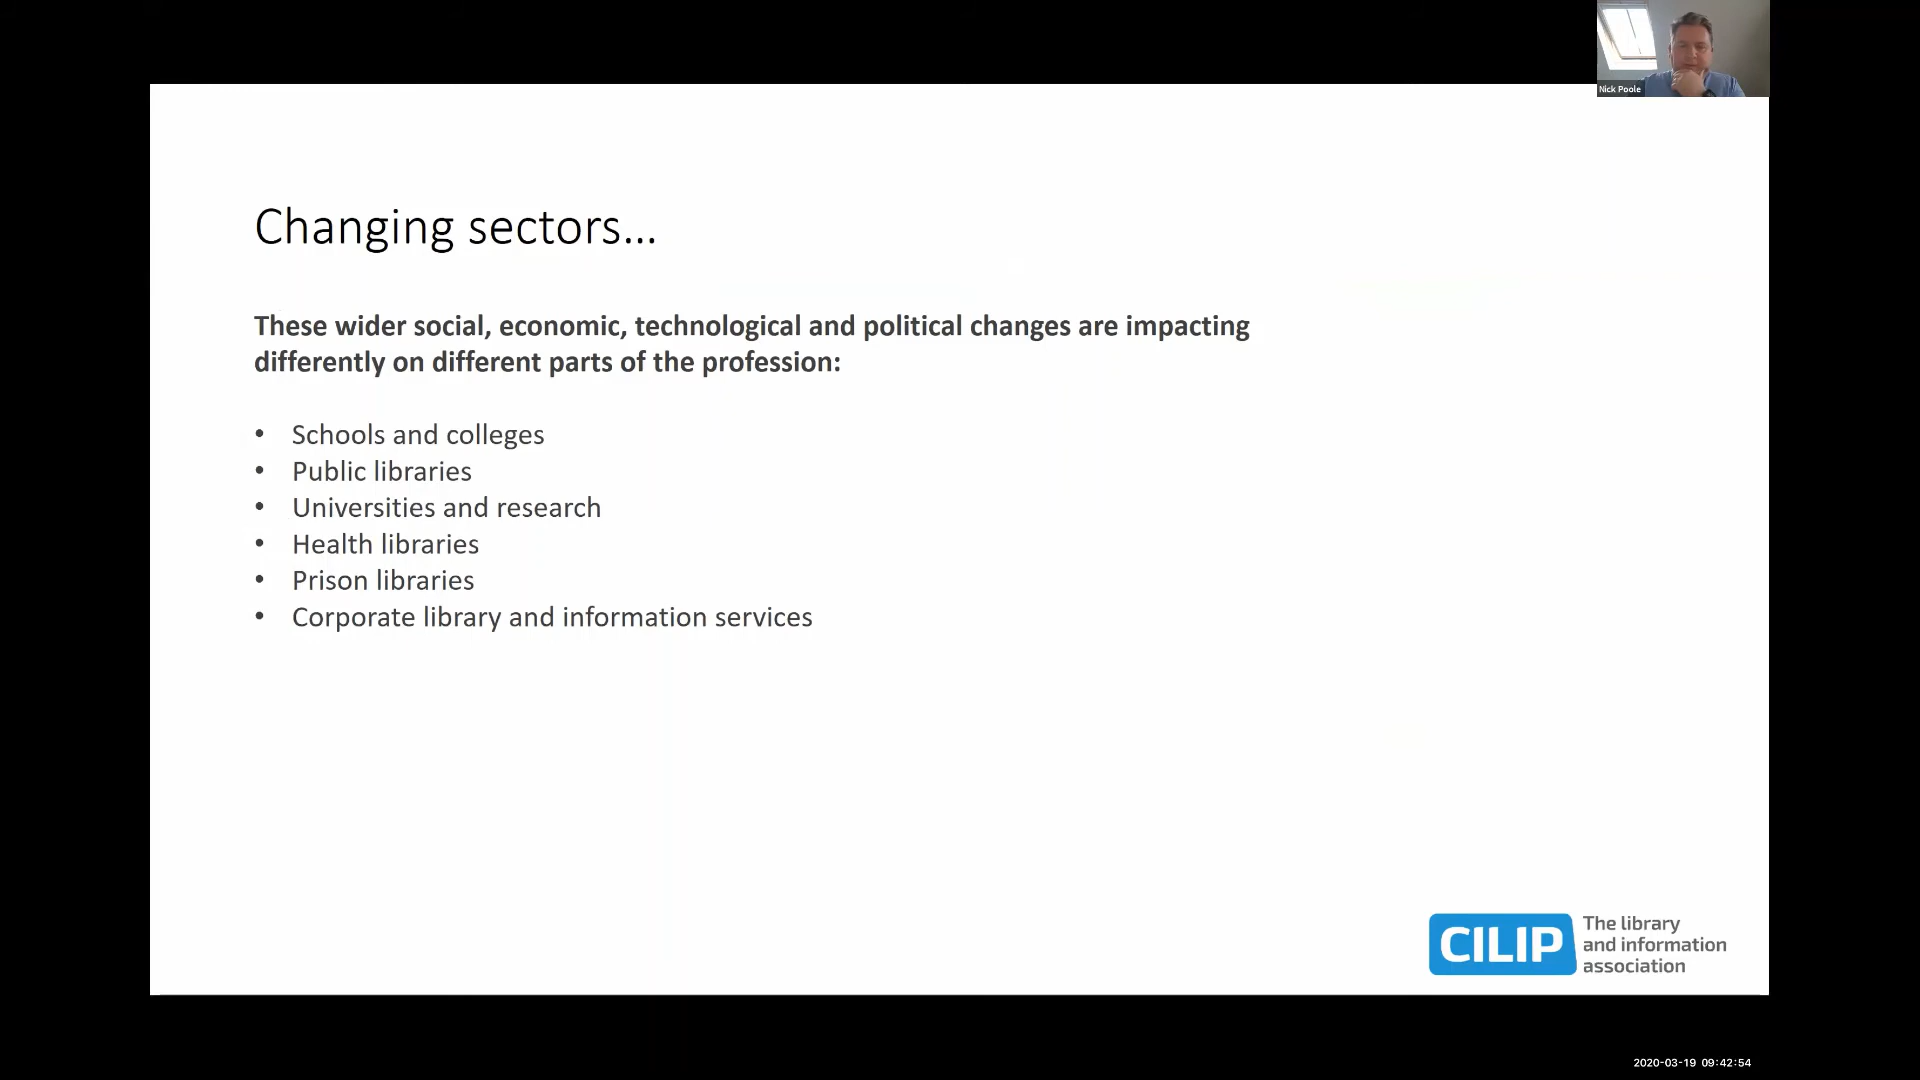 Nick Poole
Changing sectors...
These wider social, economic, technological and political changes are impacting
differently on different parts of the profession:
• Schools and colleges
• Public libraries
• Universities and research
• Health libraries
• Prison libraries
• Corporate library and information services
CILIP
The library
and information
association
2020-03-19 09:42:54